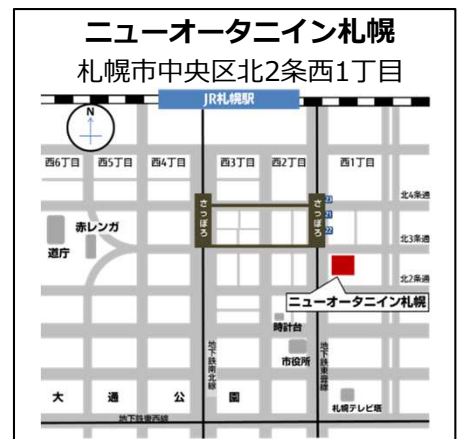 ニューオータニイン札幌
札幌市中央区北2条西1丁目
JR札幌駅
N
西6丁目 西5丁目 西4丁目 西3丁目 西2丁目 西1丁目
北4条通
さっぽろ さっぽろ
23
21
22
赤レンガ
道庁
北3条通
北2条通
ニューオータニイン札幌
時計台
市役所
地下鉄南北線
地下鉄東豊線
大通公園
札幌テレビ塔
地下鉄東西線